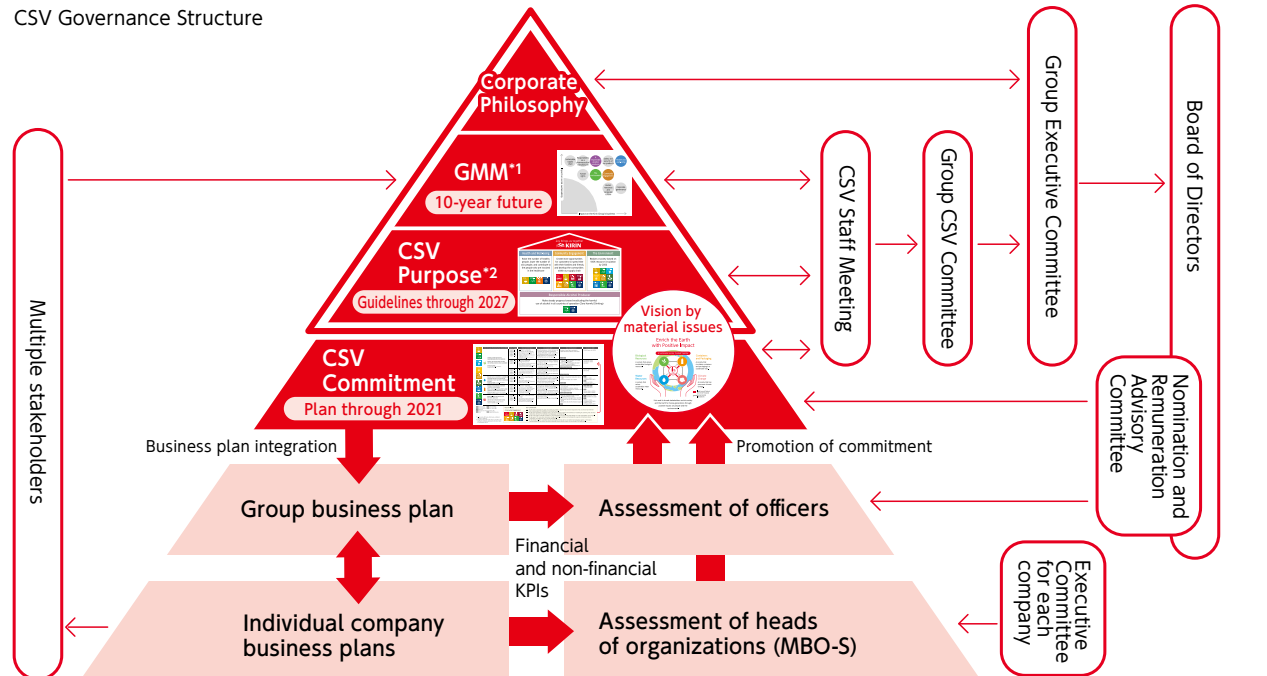 CSV Governance Structure
Corporate
Philosophy
GMM*1
10-year future
CSV
Purpose*2
Guidelines through 2027
KIRIN
Vision by
material issues
Enrich the Earth
with Positive Impact
CSV
Commitment
Plan through 2021
Business plan integration
Promotion of commitment
Group business plan
Assessment of officers
Financial
and non-financial
KPIs
Individual company
business plans
Assessment of heads
of organizations (MBO-S)
Multiple stakeholders
CSV Staff Meeting
Group CSV Committee
Group Executive Committee
Board of Directors
Nomination and
Remuneration
Advisory
Committee
Executive
Committee
for each
company